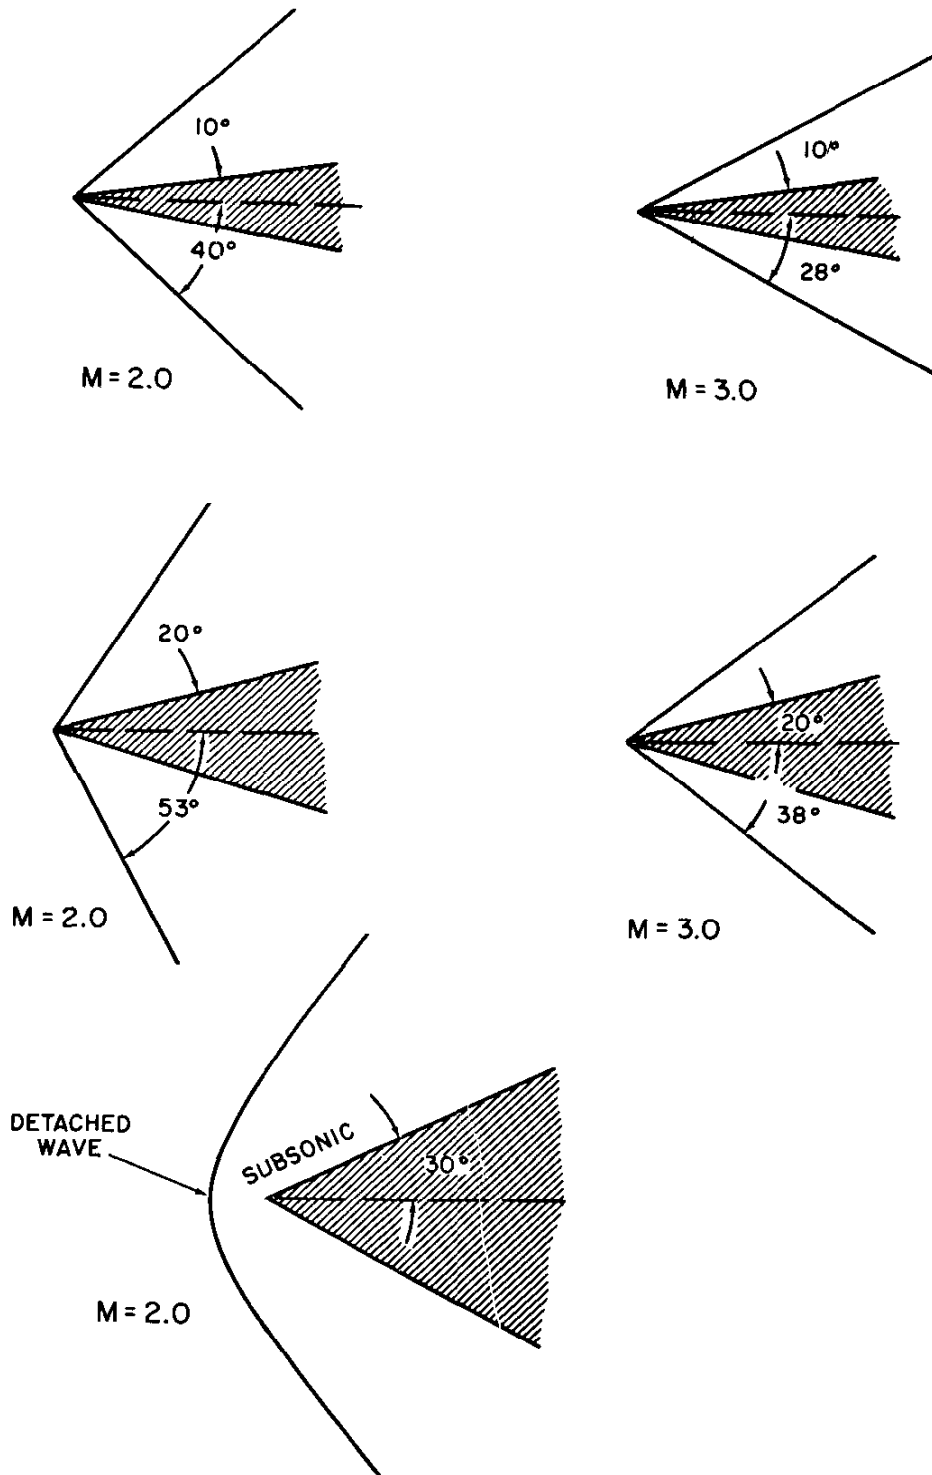 10°
40°
M = 2.0
10°
28°
M = 3.0
20°
53°
M = 2.0
20°
38°
M = 3.0
DETACHED
WAVE
SUBSONIC
30°
M = 2.0